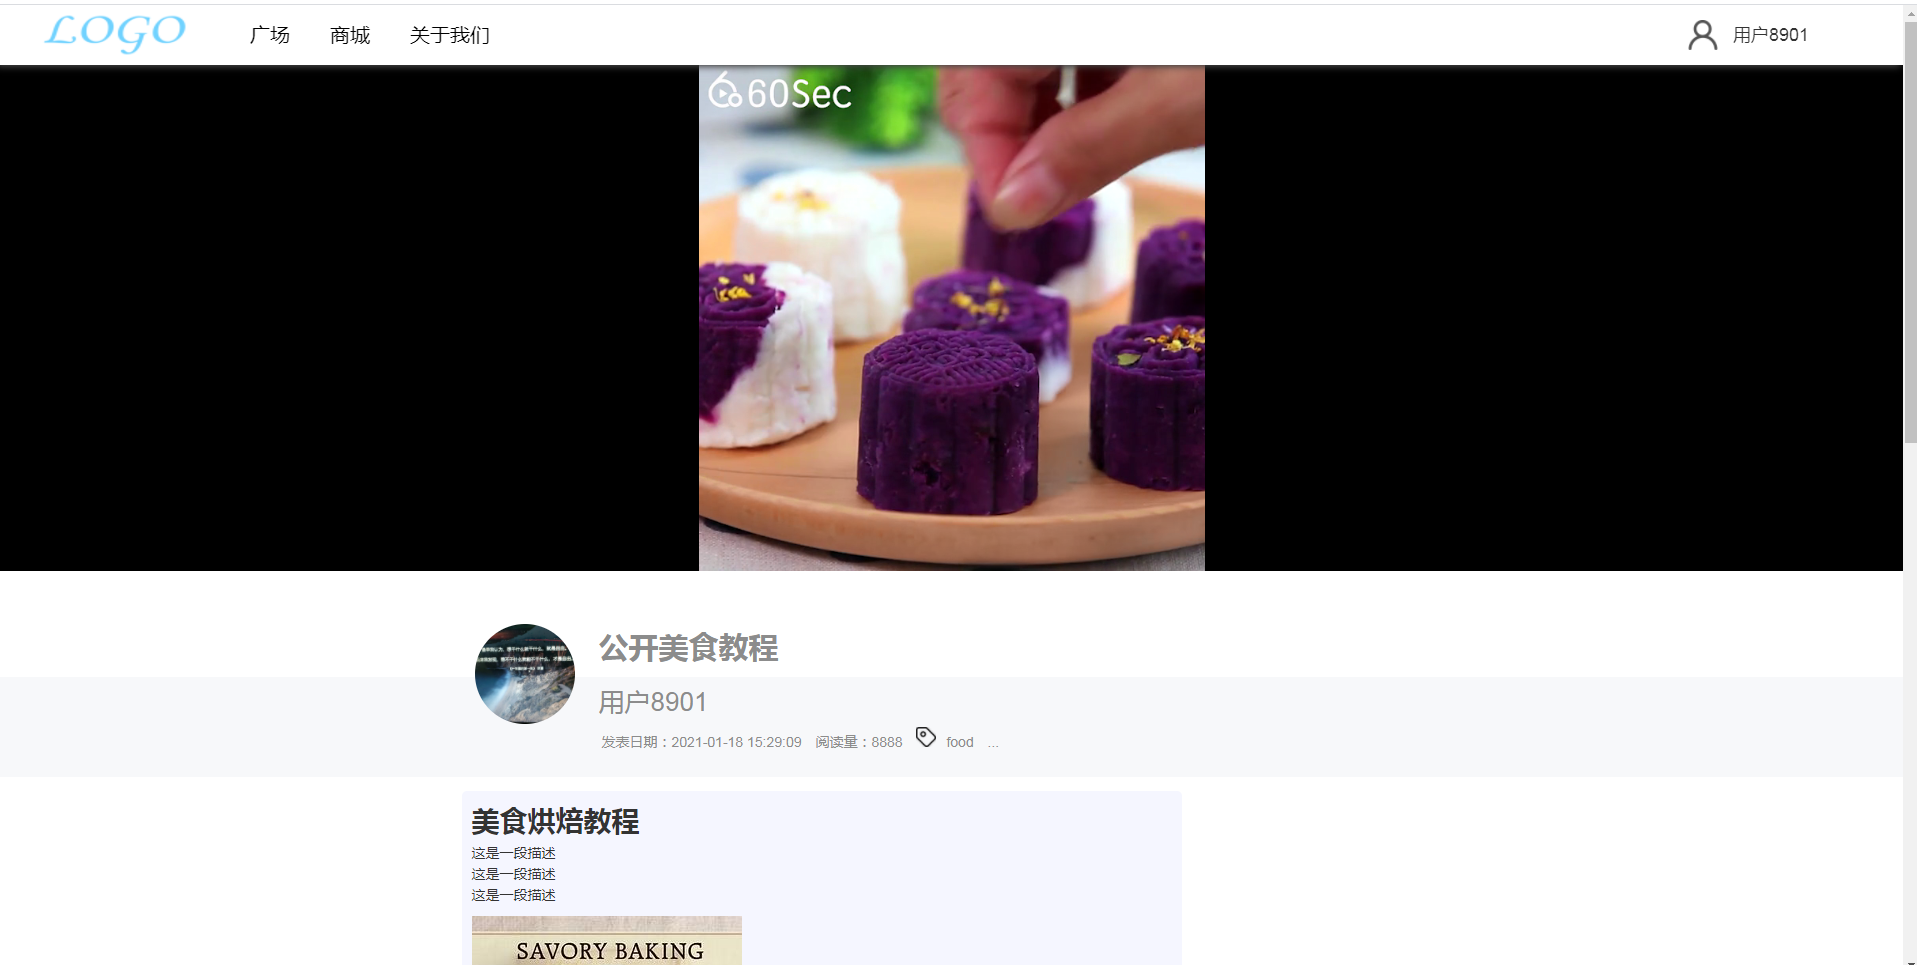 LOGO
广场
商城
关于我们
用户8901
60Sec
公开美食教程
用户8901
发表日期：2021-01-18 15:29:09 阅读量：8888 food ...
美食烘焙教程
这是一段描述
这是一段描述
这是一段描述
SAVORY BAKING